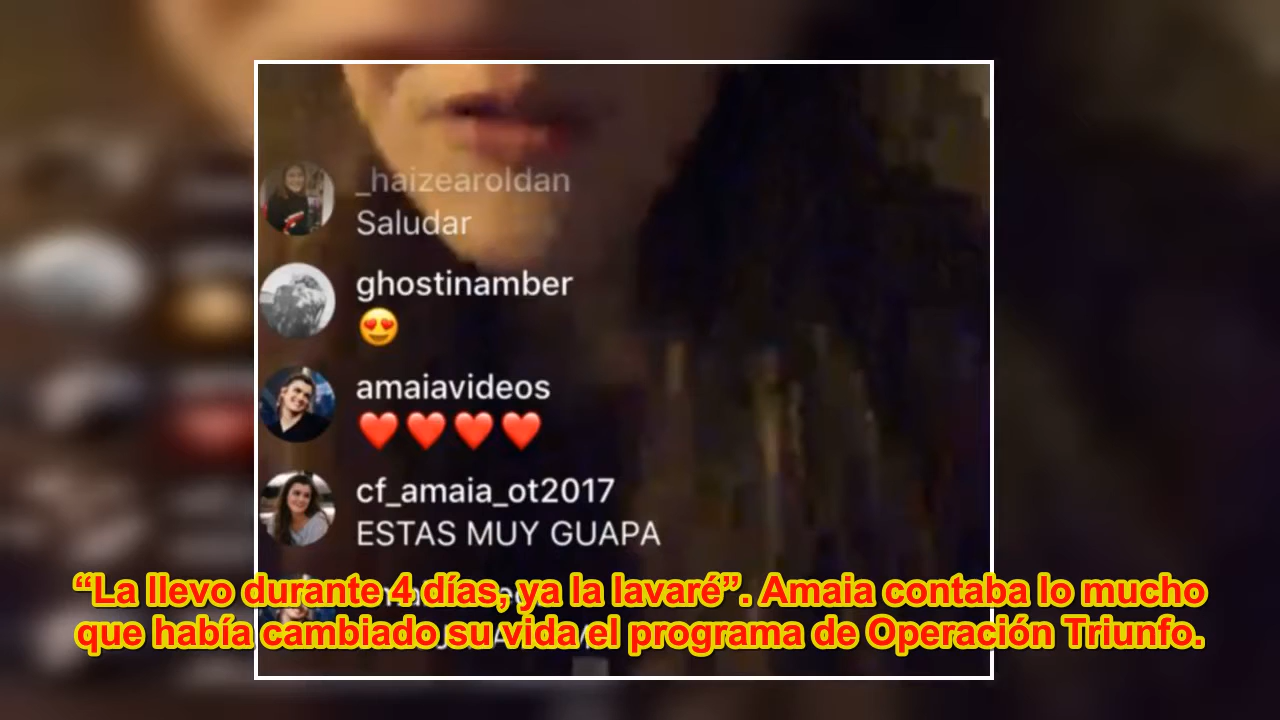 _haizearoldan
Saludar
ghostinamber
😍
amaiavideos
❤️❤️❤️❤️
cf_amaia_ot2017
ESTAS MUY GUAPA
“La llevo durante 4 días, ya la lavaré”. Amaia contaba lo mucho
que había cambiado su vida el programa de Operación Triunfo.